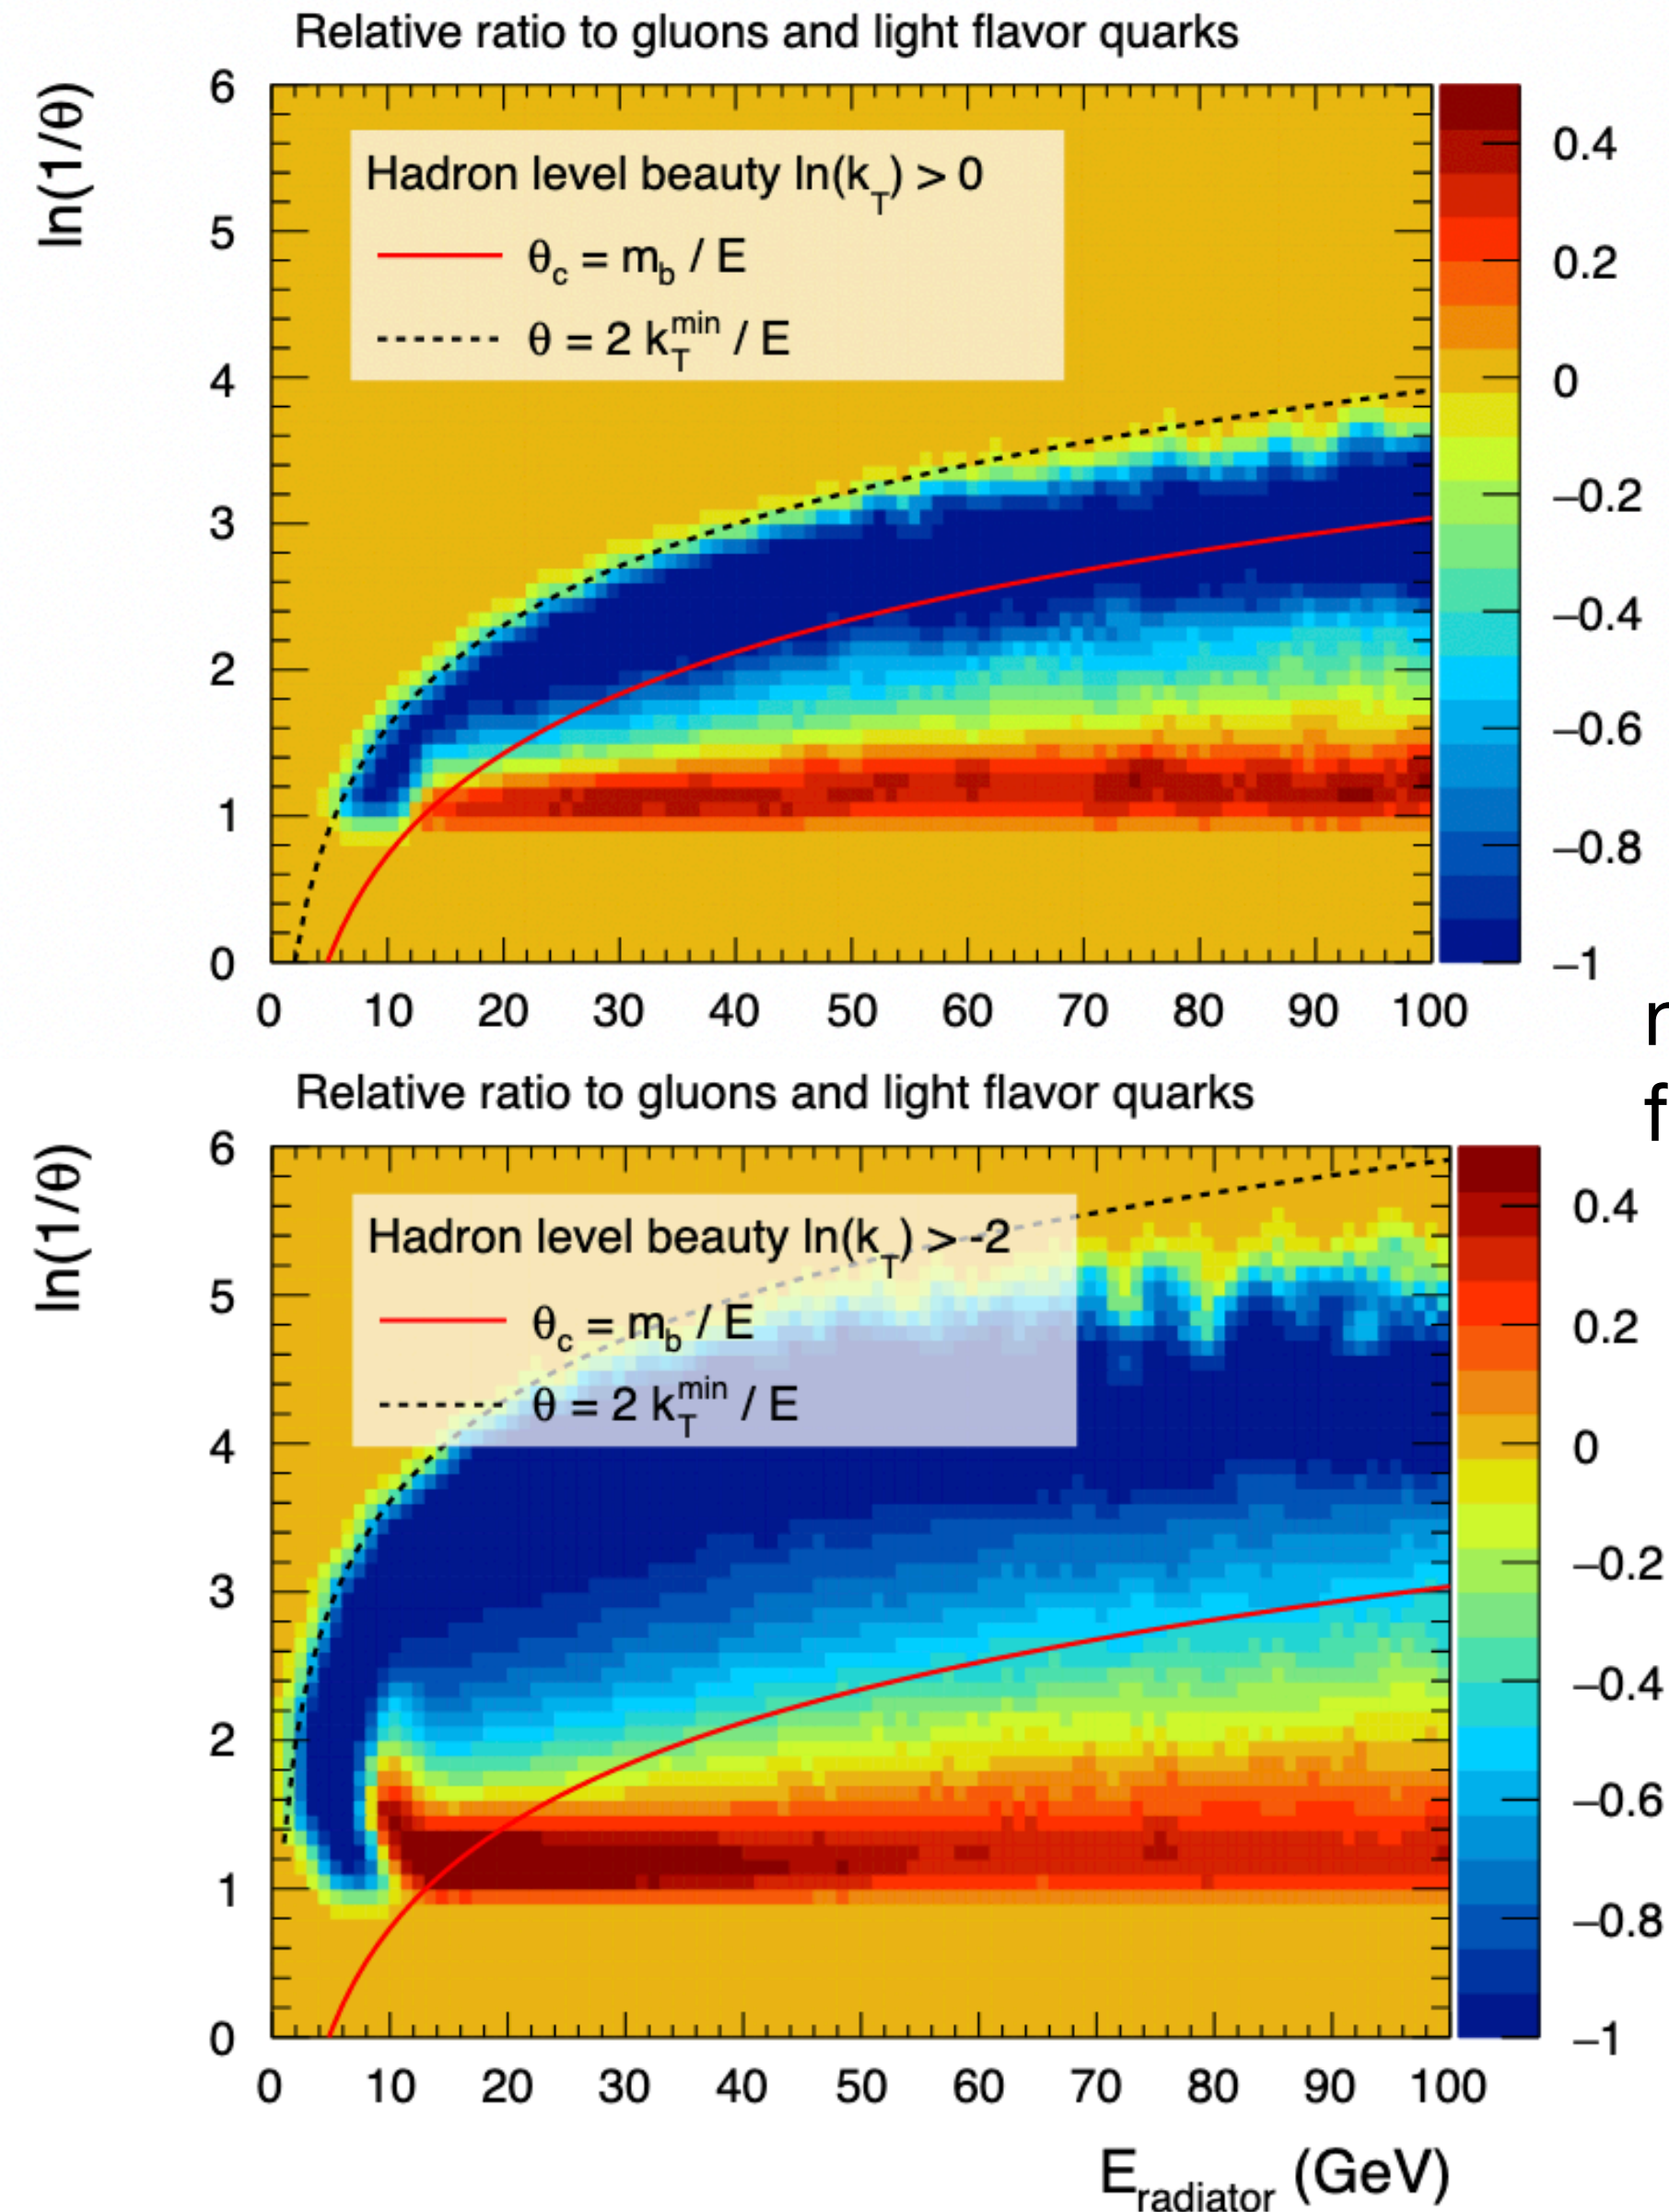 Relative ratio to gluons and light flavor quarks
ln(1/θ)
6
5
4
3
2
1
0
Hadron level beauty ln(k_T) > 0
θ_c = m_b / E
θ = 2 k_T^min / E
0.4
0.2
0
−0.2
−0.4
−0.6
−0.8
−1
0 10 20 30 40 50 60 70 80 90 100
r
f
Relative ratio to gluons and light flavor quarks
ln(1/θ)
6
5
4
3
2
1
0
Hadron level beauty ln(k_T) > -2
θ_c = m_b / E
θ = 2 k_T^min / E
0.4
0.2
0
−0.2
−0.4
−0.6
−0.8
−1
0 10 20 30 40 50 60 70 80 90 100
E_radiator (GeV)